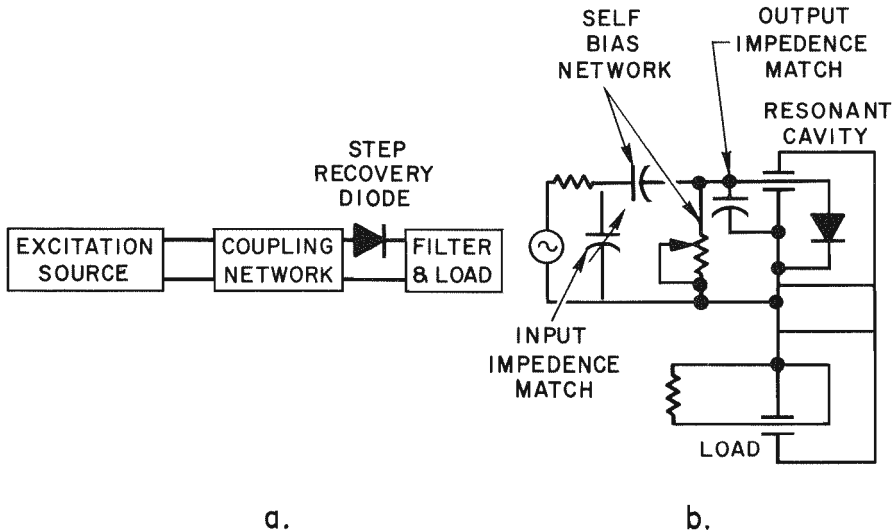 STEP
RECOVERY
DIODE
EXCITATION
SOURCE
COUPLING
NETWORK
FILTER
& LOAD
a.
SELF
BIAS
NETWORK
OUTPUT
IMPEDENCE
MATCH
RESONANT
CAVITY
INPUT
IMPEDENCE
MATCH
LOAD
b.